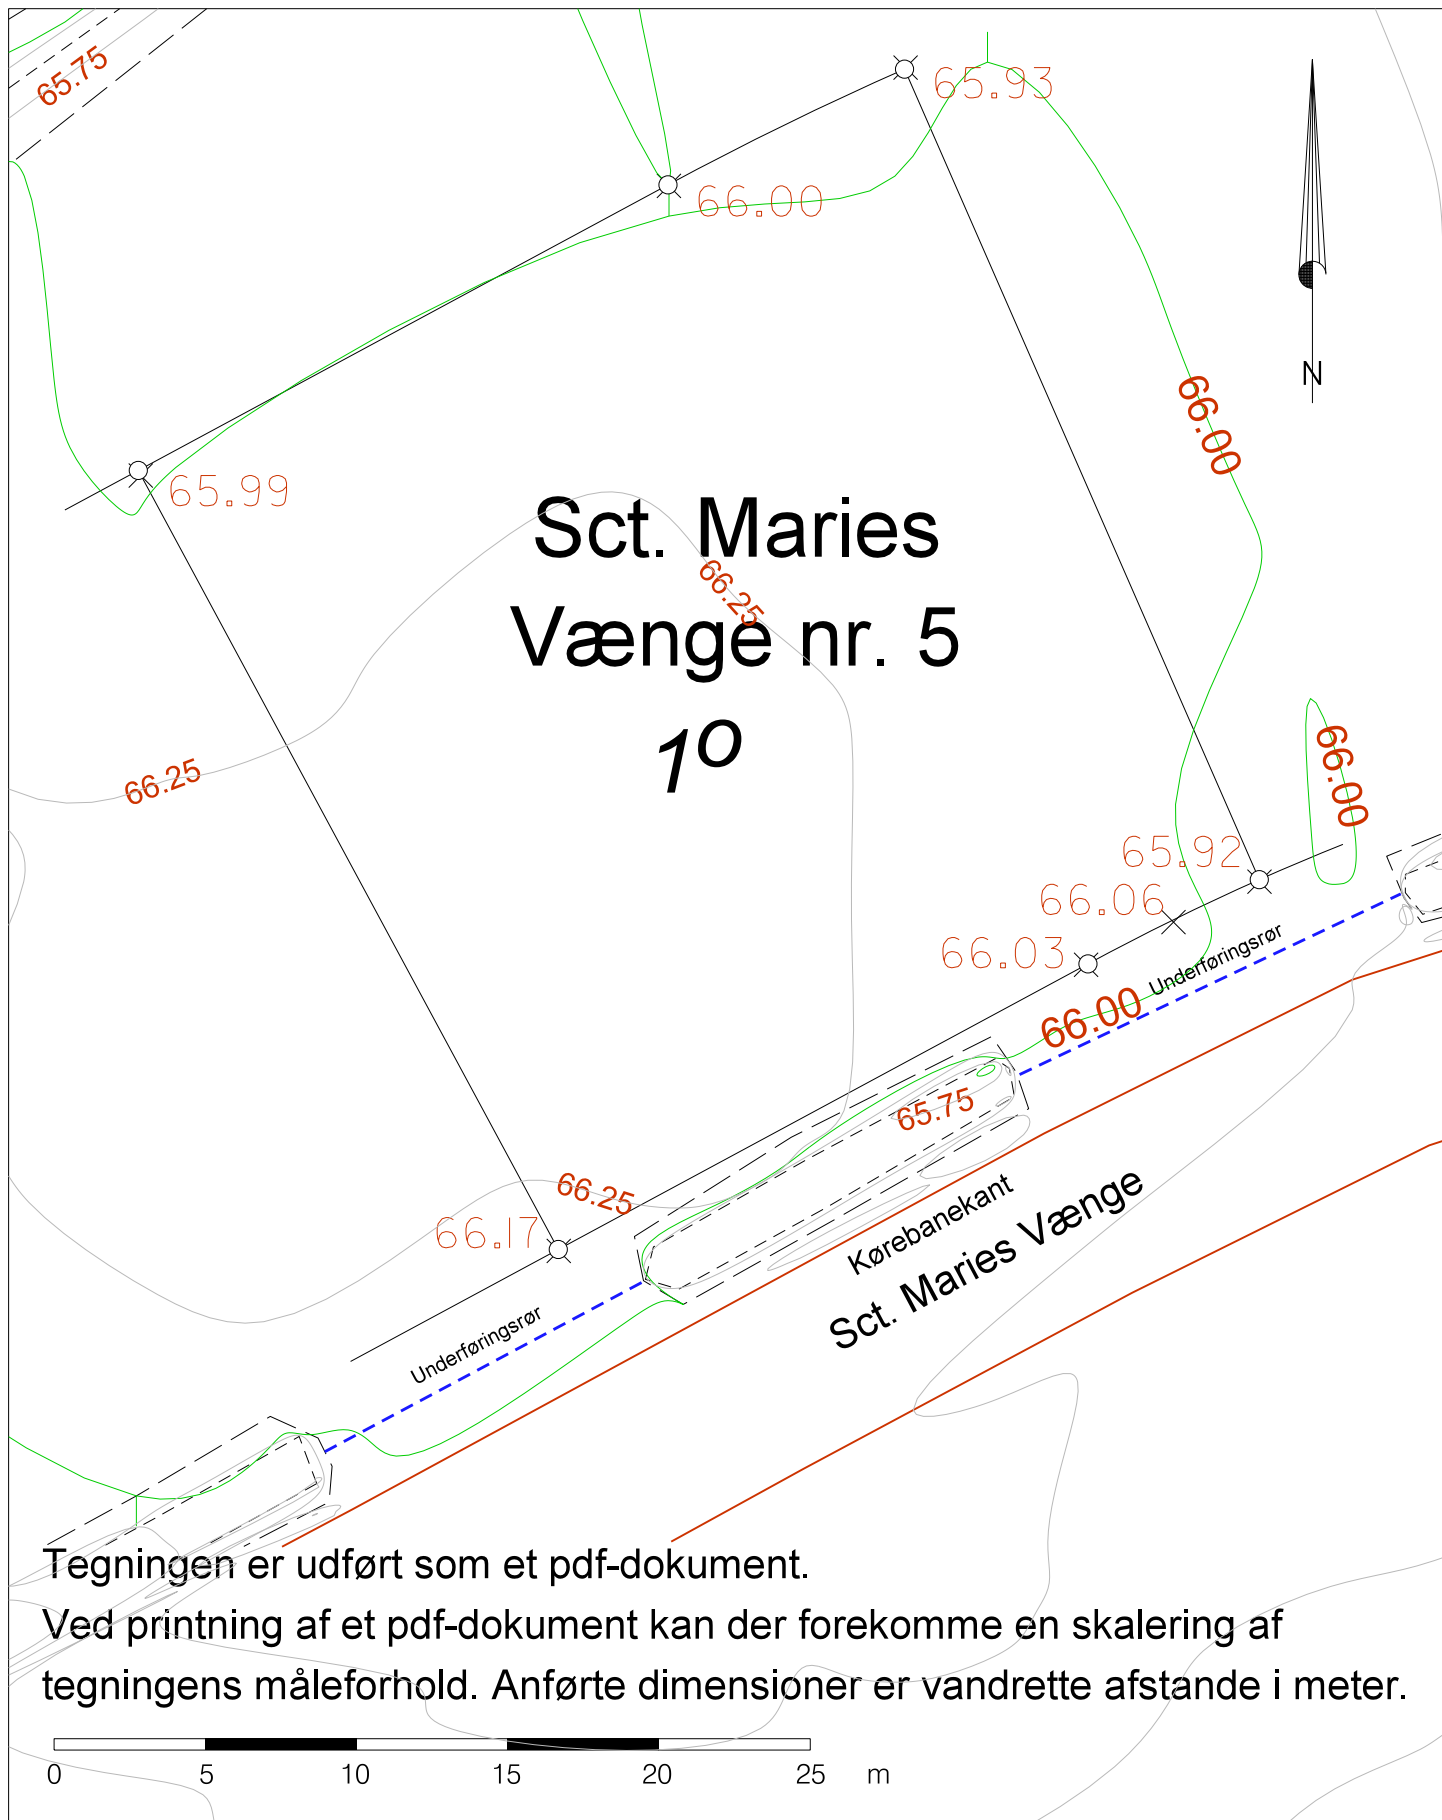 65.75
65.93
66.00
N
66.00
65.99
Sct. Maries
66.25
Vænge nr. 5
1o
66.25
66.00
65.92
66.06
66.03
Underføringsrør
66.00
65.75
66.25
66.17
Kørebanekant
Sct. Maries Vænge
Underføringsrør
Tegningen er udført som et pdf-dokument.
Ved printning af et pdf-dokument kan der forekomme en skalering af
tegningens måleforhold. Anførte dimensioner er vandrette afstande i meter.
0 5 10 15 20 25 m